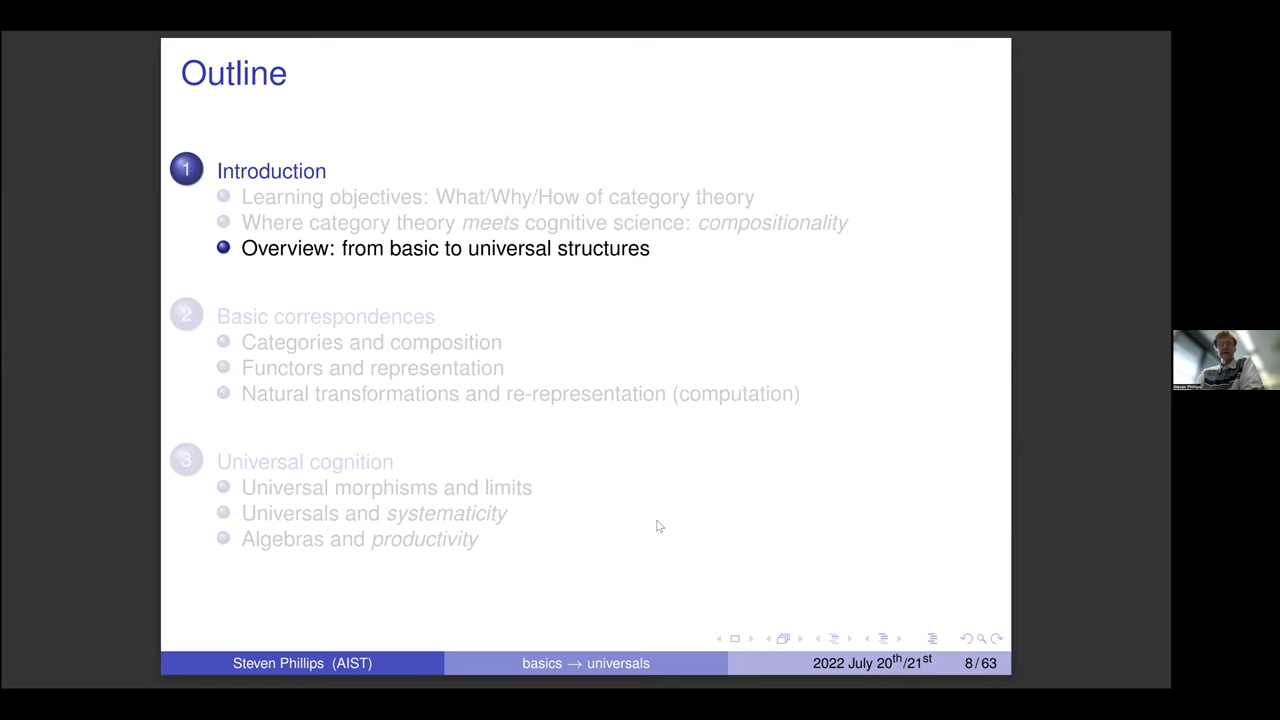 Outline
1 Introduction
Learning objectives: What/Why/How of category theory
Where category theory meets cognitive science: compositionality
Overview: from basic to universal structures
2 Basic correspondences
Categories and composition
Functors and representation
Natural transformations and re-representation (computation)
3 Universal cognition
Universal morphisms and limits
Universals and systematicity
Algebras and productivity
Steven Phillips (AIST) basics → universals 2022 July 20th/21st 8 / 63
Steven Phillips